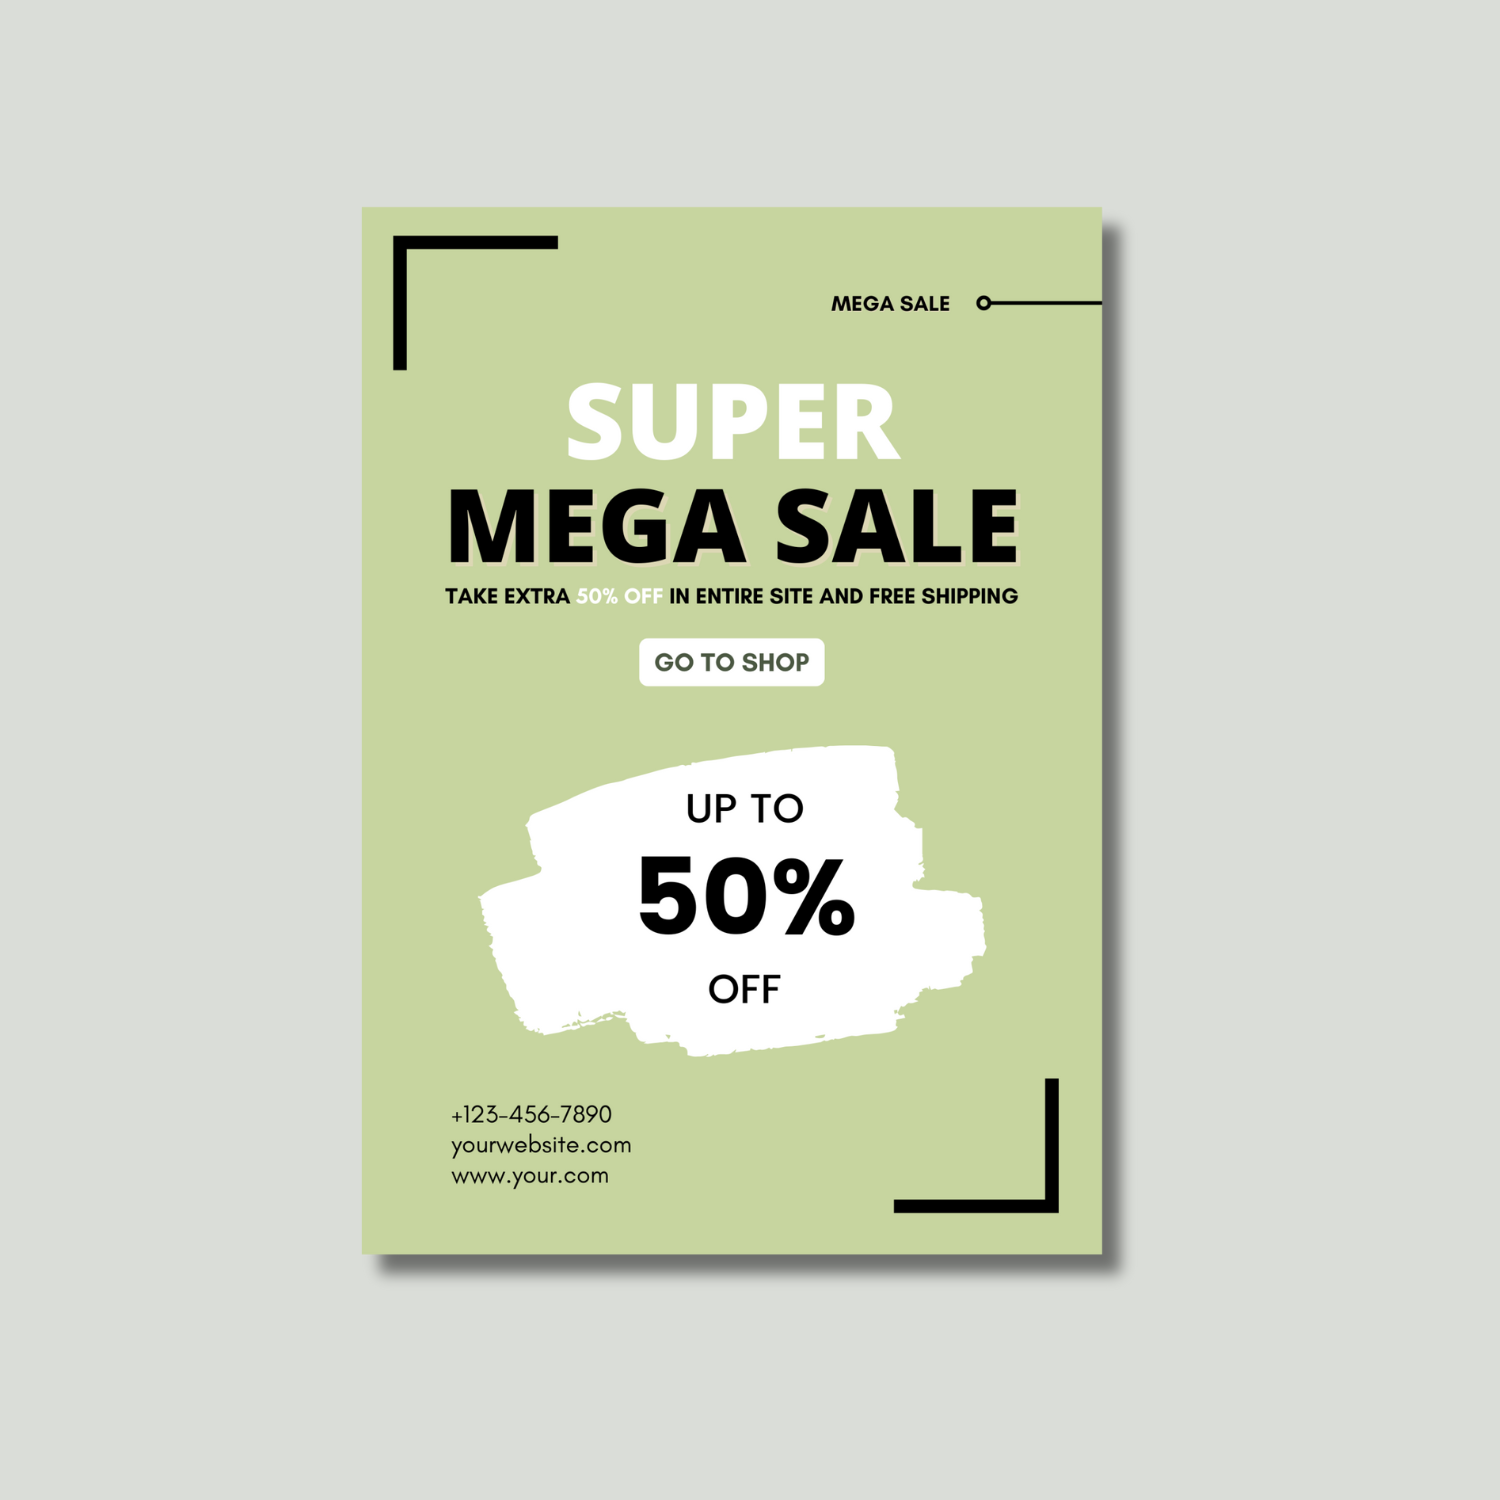 MEGA SALE
SUPER
MEGA SALE
TAKE EXTRA 50% OFF IN ENTIRE SITE AND FREE SHIPPING
GO TO SHOP
UP TO
50%
OFF
+123-456-7890
yourwebsite.com
www.your.com